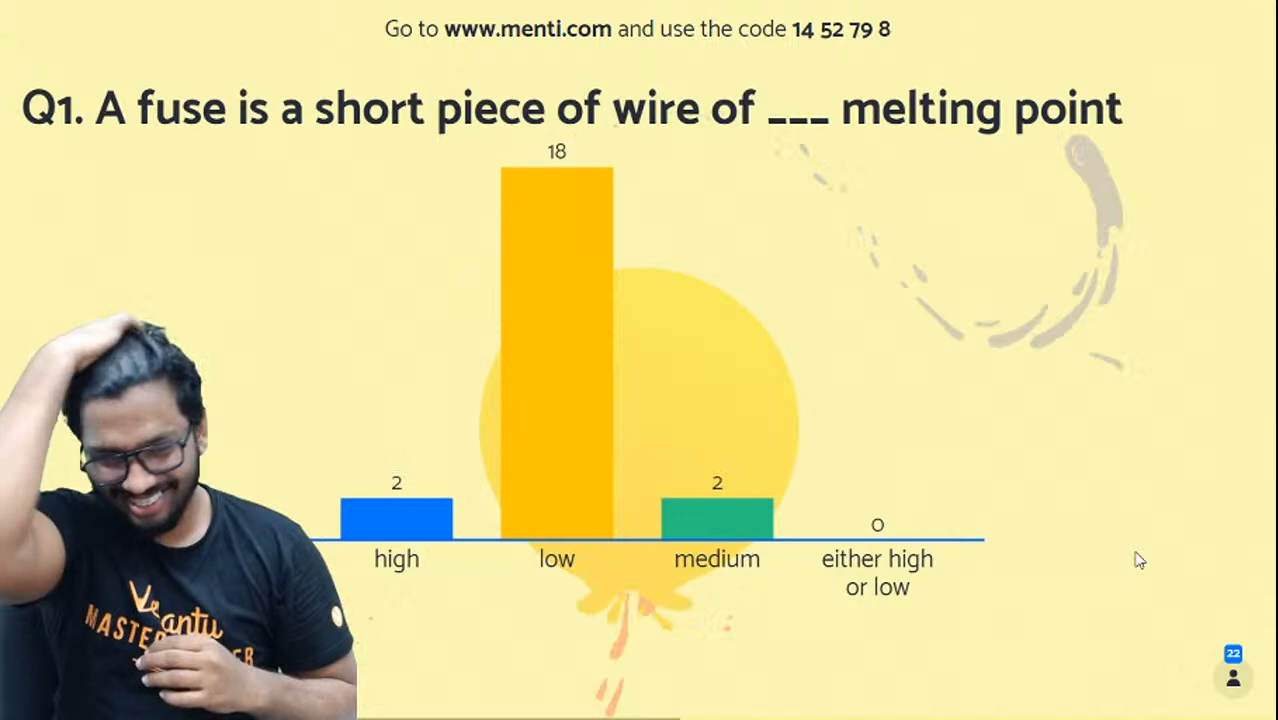 Go to www.menti.com and use the code 14 52 79 8
Q1. A fuse is a short piece of wire of ___ melting point
18
2
2
0
high
low
medium
either high
or low
Vedantu
22